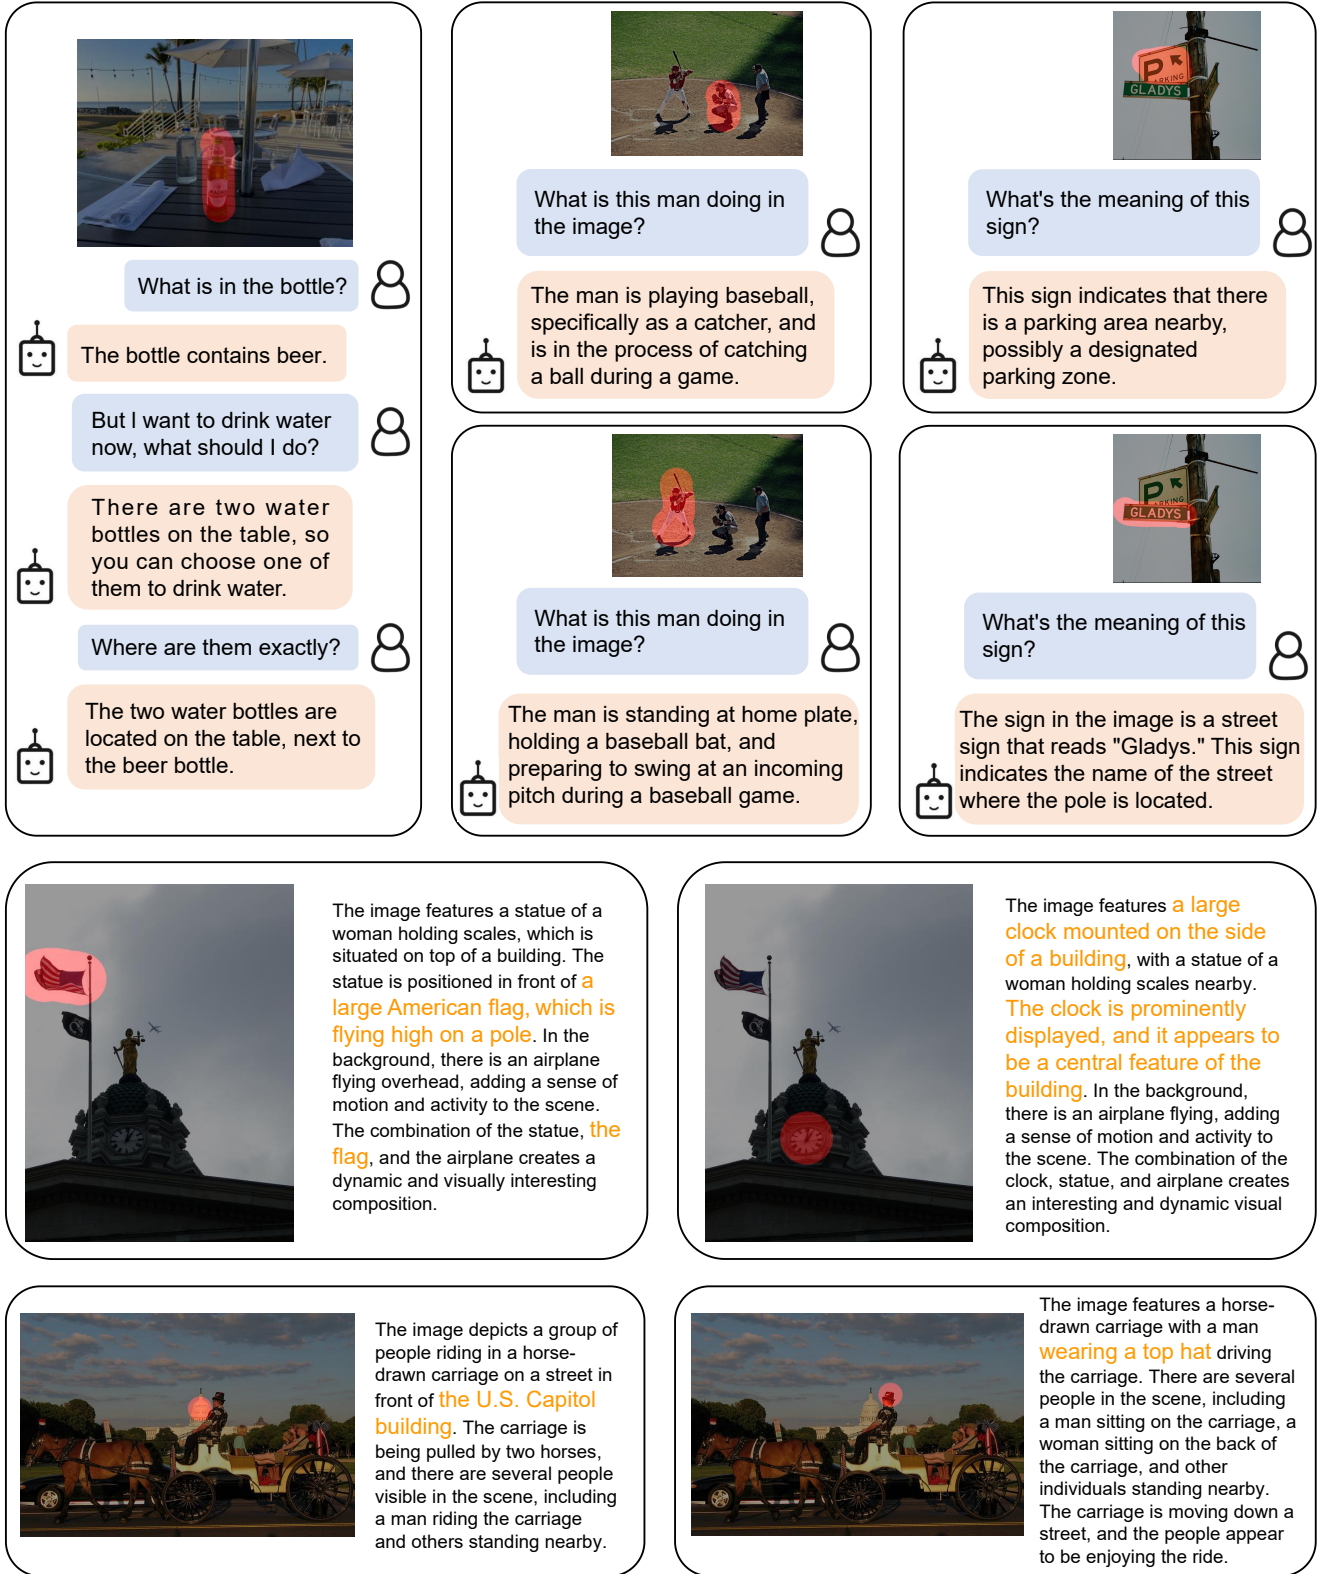 What is in the bottle?
The bottle contains beer.
But I want to drink water
now, what should I do?
There are two water
bottles on the table, so
you can choose one of
them to drink water.
Where are them exactly?
The two water bottles are
located on the table, next to
the beer bottle.
What is this man doing in
the image?
The man is playing baseball,
specifically as a catcher, and
is in the process of catching
a ball during a game.
P
ARKING
GLADYS
What's the meaning of this
sign?
This sign indicates that there
is a parking area nearby,
possibly a designated
parking zone.
What is this man doing in
the image?
The man is standing at home plate,
holding a baseball bat, and
preparing to swing at an incoming
pitch during a baseball game.
P
ARKING
GLADYS
What's the meaning of this
sign?
The sign in the image is a street
sign that reads "Gladys." This sign
indicates the name of the street
where the pole is located.
The image features a statue of a
woman holding scales, which is
situated on top of a building. The
statue is positioned in front of a
large American flag, which is
flying high on a pole. In the
background, there is an airplane
flying overhead, adding a sense of
motion and activity to the scene.
The combination of the statue, the
flag, and the airplane creates a
dynamic and visually interesting
composition.
The image features a large
clock mounted on the side
of a building, with a statue of a
woman holding scales nearby.
The clock is prominently
displayed, and it appears to
be a central feature of the
building. In the background,
there is an airplane flying, adding
a sense of motion and activity to
the scene. The combination of the
clock, statue, and airplane creates
an interesting and dynamic visual
composition.
The image depicts a group of
people riding in a horse-
drawn carriage on a street in
front of the U.S. Capitol
building. The carriage is
being pulled by two horses,
and there are several people
visible in the scene, including
a man riding the carriage
and others standing nearby.
The image features a horse-
drawn carriage with a man
wearing a top hat driving
the carriage. There are several
people in the scene, including
a man sitting on the carriage, a
woman sitting on the back of
the carriage, and other
individuals standing nearby.
The carriage is moving down a
street, and the people appear
to be enjoying the ride.